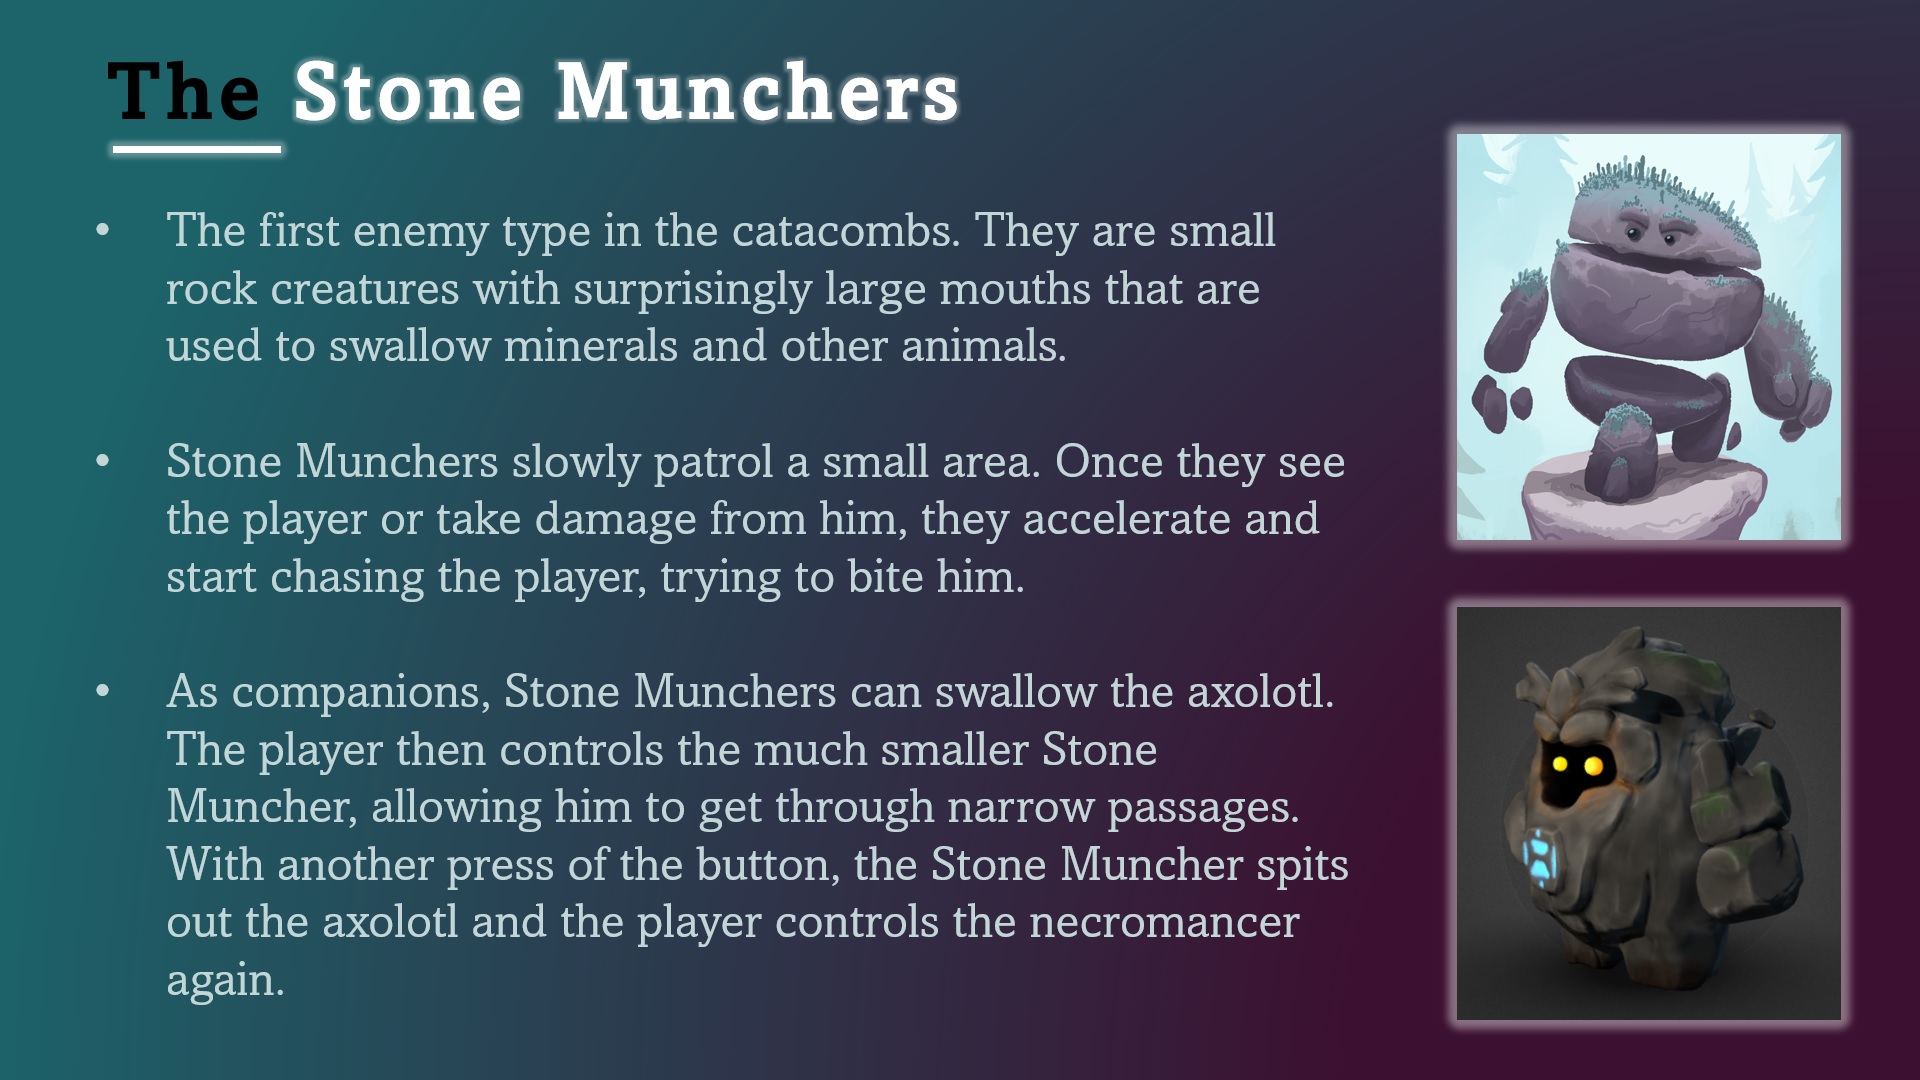 The Stone Munchers
• The first enemy type in the catacombs. They are small
rock creatures with surprisingly large mouths that are
used to swallow minerals and other animals.
• Stone Munchers slowly patrol a small area. Once they see
the player or take damage from him, they accelerate and
start chasing the player, trying to bite him.
• As companions, Stone Munchers can swallow the axolotl.
The player then controls the much smaller Stone
Muncher, allowing him to get through narrow passages.
With another press of the button, the Stone Muncher spits
out the axolotl and the player controls the necromancer
again.